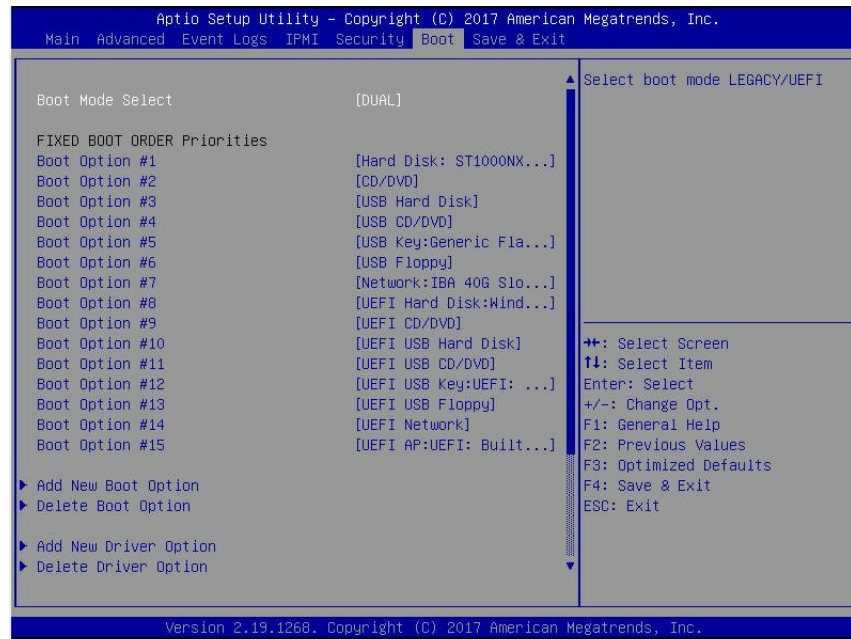 Aptio Setup Utility – Copyright (C) 2017 American Megatrends, Inc.
Main Advanced Event Logs IPMI Security Boot Save & Exit
Boot Mode Select [DUAL]
FIXED BOOT ORDER Priorities
Boot Option #1 [Hard Disk: ST1000NX...]
Boot Option #2 [CD/DVD]
Boot Option #3 [USB Hard Disk]
Boot Option #4 [USB CD/DVD]
Boot Option #5 [USB Key:Generic Fla...]
Boot Option #6 [USB Floppy]
Boot Option #7 [Network:IBA 40G Slo...]
Boot Option #8 [UEFI Hard Disk:Wind...]
Boot Option #9 [UEFI CD/DVD]
Boot Option #10 [UEFI USB Hard Disk]
Boot Option #11 [UEFI USB CD/DVD]
Boot Option #12 [UEFI USB Key:UEFI: ...]
Boot Option #13 [UEFI USB Floppy]
Boot Option #14 [UEFI Network]
Boot Option #15 [UEFI AP:UEFI: Built...]
Add New Boot Option
Delete Boot Option
Add New Driver Option
Delete Driver Option
Select boot mode LEGACY/UEFI
→←: Select Screen
↑↓: Select Item
Enter: Select
+/-: Change Opt.
F1: General Help
F2: Previous Values
F3: Optimized Defaults
F4: Save & Exit
ESC: Exit
Version 2.19.1268. Copyright (C) 2017 American Megatrends, Inc.